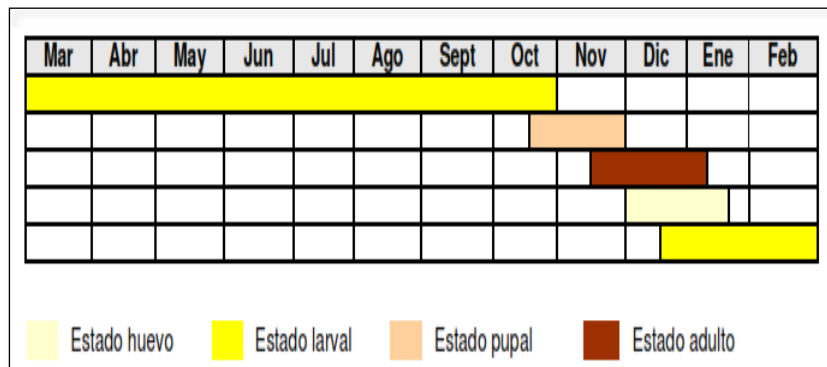 Mar Abr May Jun Jul Ago Sept Oct Nov Dic Ene Feb
Estado huevo Estado larval Estado pupal Estado adulto